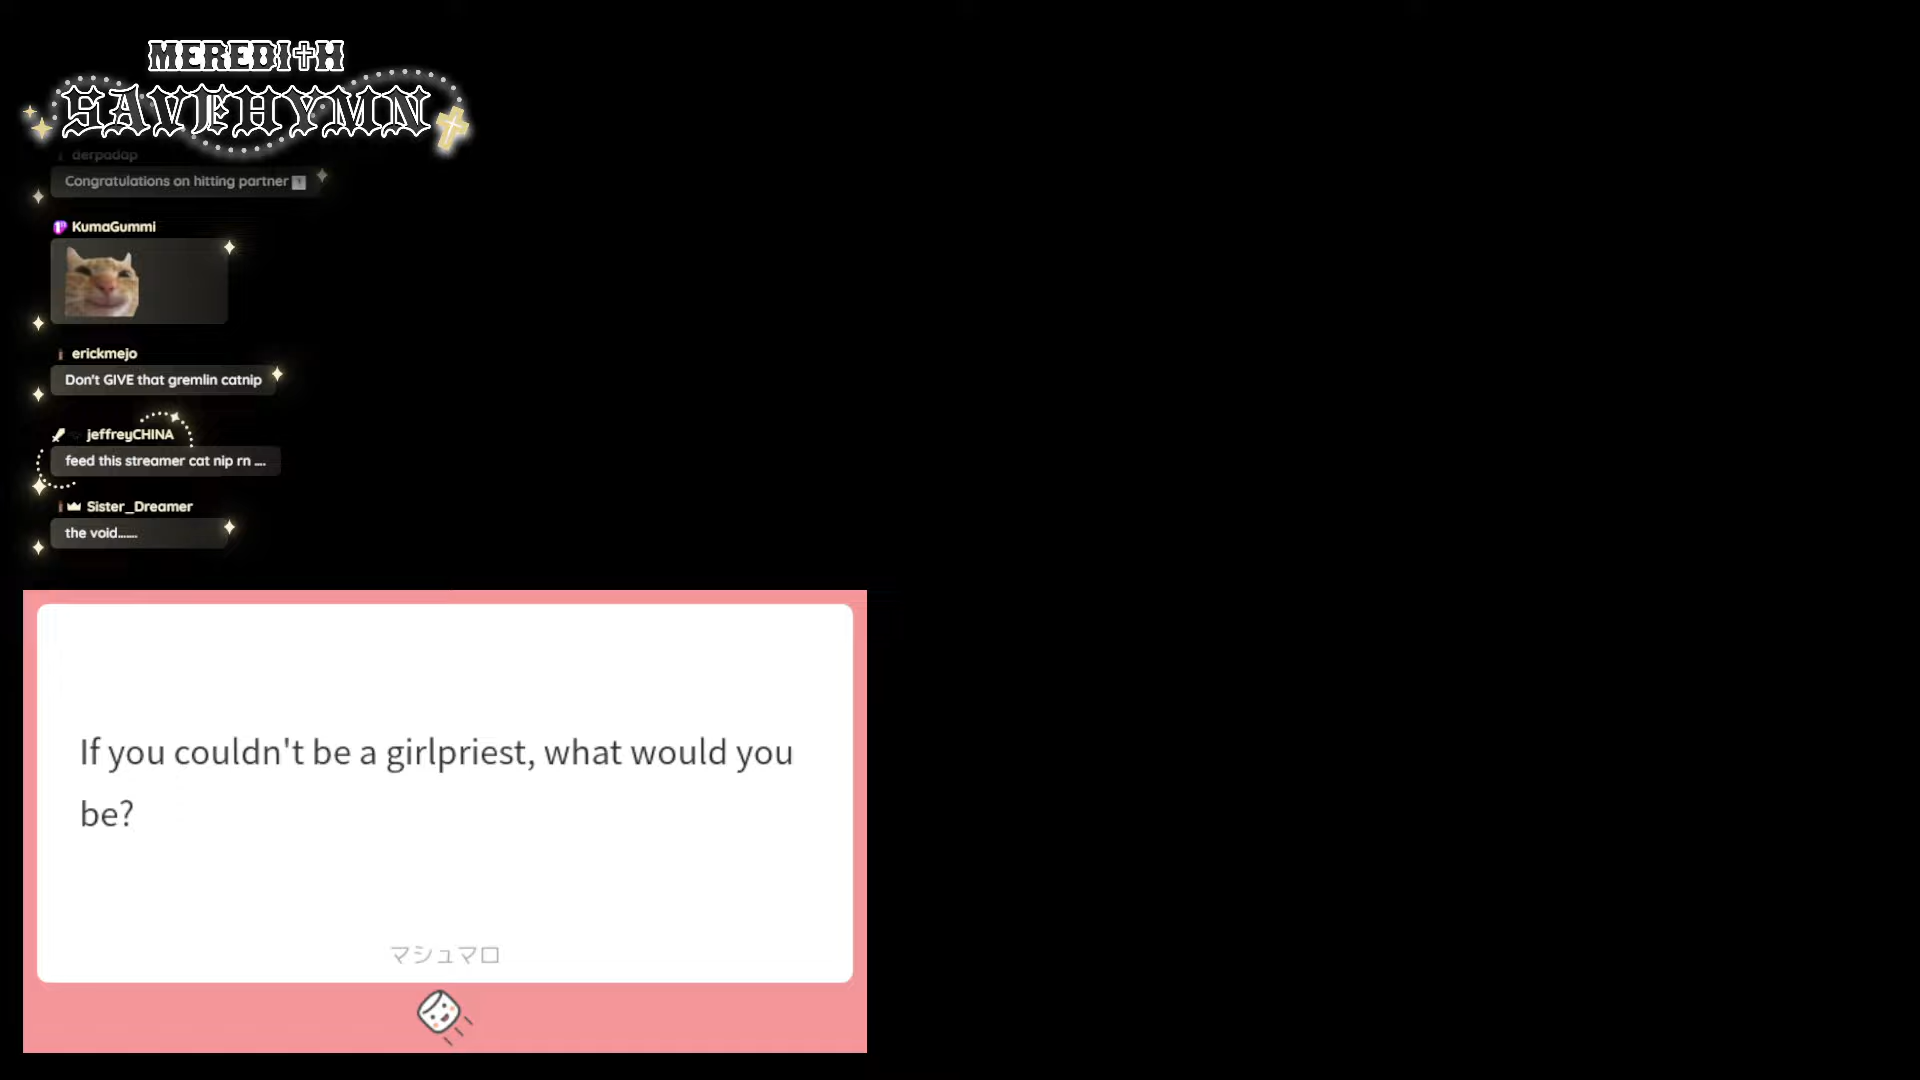 MEREDITH
SAVEHYMN
derpadap
Congratulations on hitting partner
KumaGummi
erickmejo
Don't GIVE that gremlin catnip
jeffreyCHINA
feed this streamer cat nip rn ....
Sister_Dreamer
the void.......
If you couldn't be a girlpriest, what would you
be?
マシュマロ